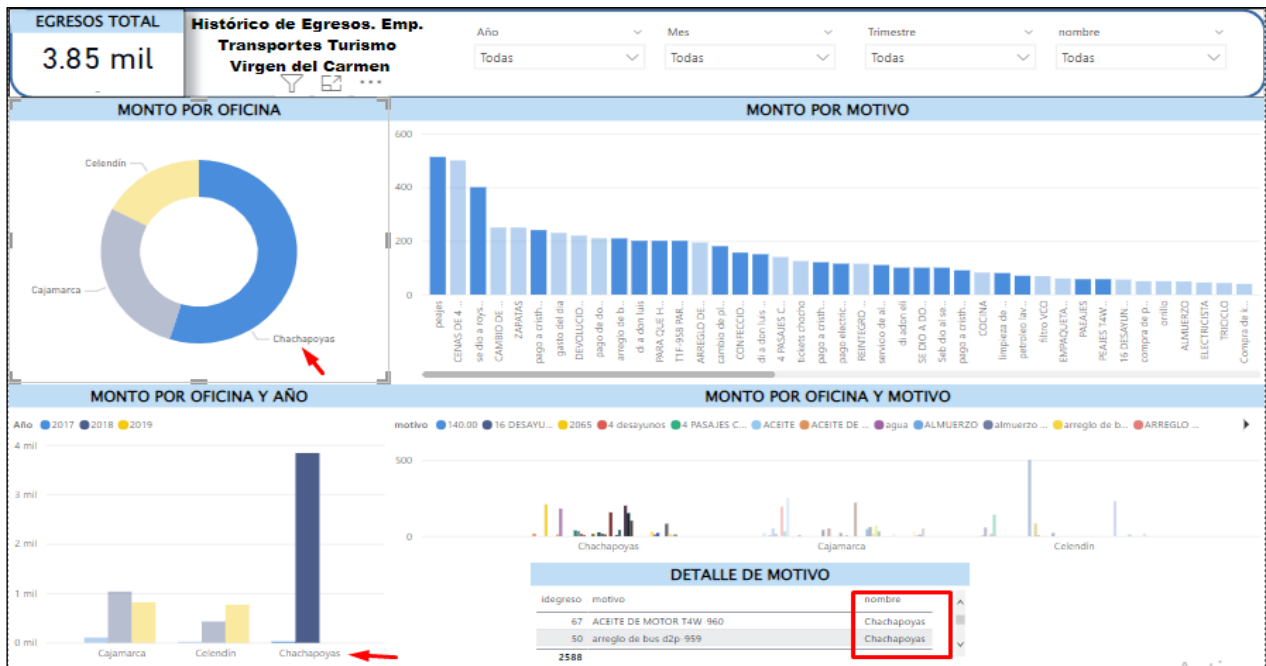 EGRESOS TOTAL
3.85 mil
Histórico de Egresos. Emp.
Transportes Turismo
Virgen del Carmen
Año
Todas
Mes
Todas
Trimestre
Todas
nombre
Todas
MONTO POR OFICINA
Celendín
Cajamarca
Chachapoyas
MONTO POR MOTIVO
600
400
200
0
peajes
CENAS DE 4 ...
se dio a roys...
CAMBIO DE ...
ZAPATAS
pago a cristh...
gasto del dia
DEVOLUCIO...
pago de do...
arreglo de b...
di a don luis
PARA QUE H...
T1F-958 PAR...
ARREGLO DE...
cambio de pl...
CONFECCIO...
di a don luis ...
4 PASAJES C...
tickets chocho
pago a cristh...
pago electric...
REINTEGRO ...
servicio de al...
di adon eli
SE DIO A DO...
Seb dio al se...
pago a cristh...
COCINA
limpieza de ...
petroleo lav...
filtro VCO
EMPAQUETA...
PAEAJES
PEAJES T4W...
16 DESAYUN...
compra de p...
ornillo
ALMUERZO
ELECTRICISTA
TRICICLO
Compra de k...
MONTO POR OFICINA Y AÑO
Año 2017 2018 2019
4 mil
3 mil
2 mil
1 mil
0 mil
Cajamarca Celendín Chachapoyas
MONTO POR OFICINA Y MOTIVO
motivo 140.00 16 DESAYU... 2065 4 desayunos 4 PASAJES C... ACEITE ACEITE DE ... agua ALMUERZO almuerzo ... arreglo de b... ARREGLO ...
500
0
Chachapoyas Cajamarca Celendín
DETALLE DE MOTIVO
idegreso motivo nombre
67 ACEITE DE MOTOR T4W-960 Chachapoyas
50 arreglo de bus d2p-959 Chachapoyas
2588